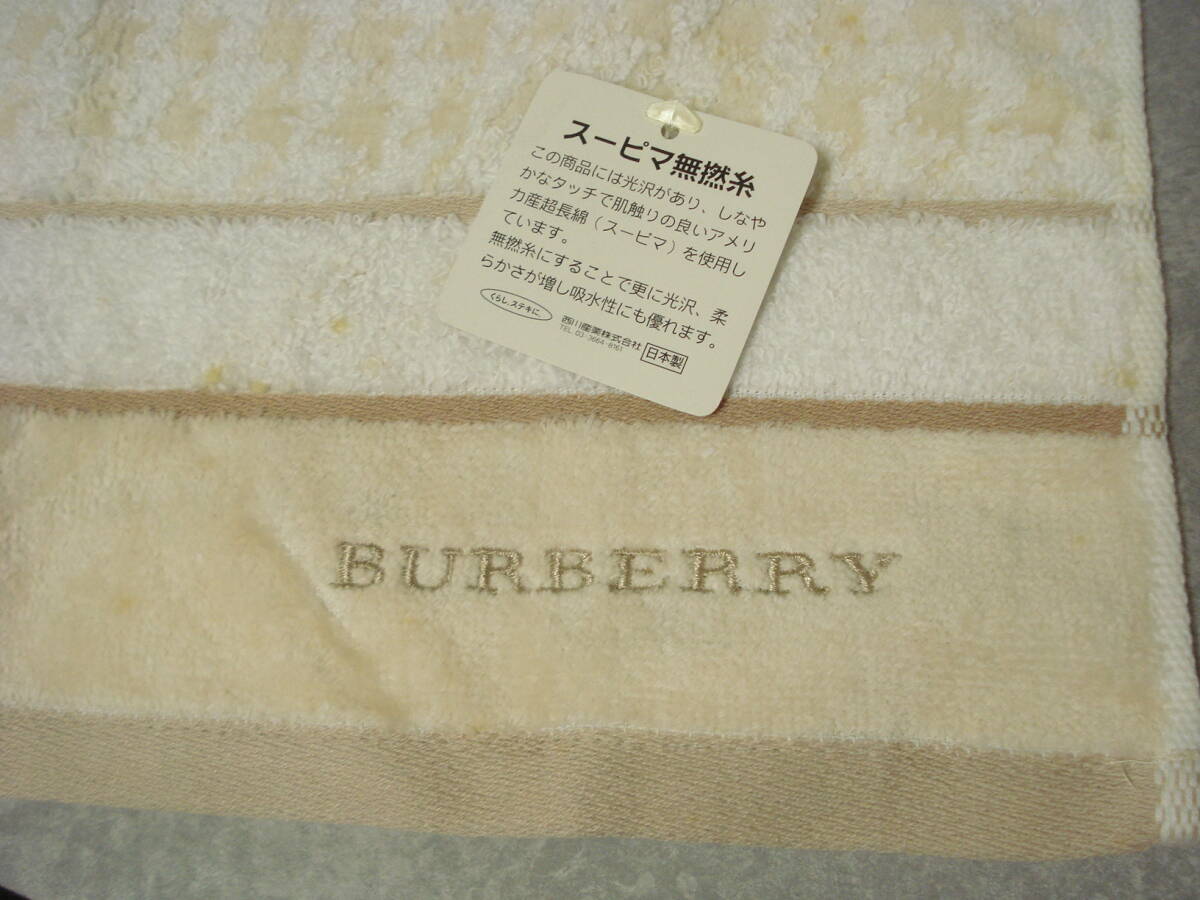 スーピマ無撚糸
この商品には光沢があり、しなや
かなタッチで肌触りの良いアメリ
カ産超長綿（スーピマ）を使用し
ています。
無撚糸にすることで更に光沢、柔
らかさが増し吸水性にも優れます。
くらし、ステキに
西川産業株式会社
TEL 03-3664-8161
日本製
BURBERRY